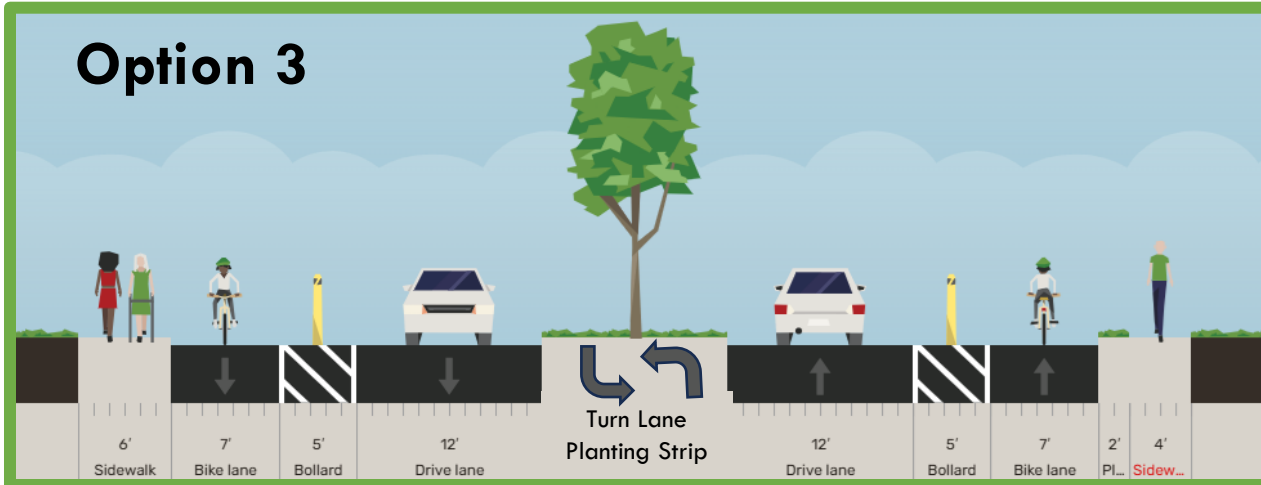 Option 3
Turn Lane
Planting Strip
6' 7' 5' 12' 12' 5' 7' 2' 4'
Sidewalk Bike lane Bollard Drive lane Drive lane Bollard Bike lane Pl... Sidew...